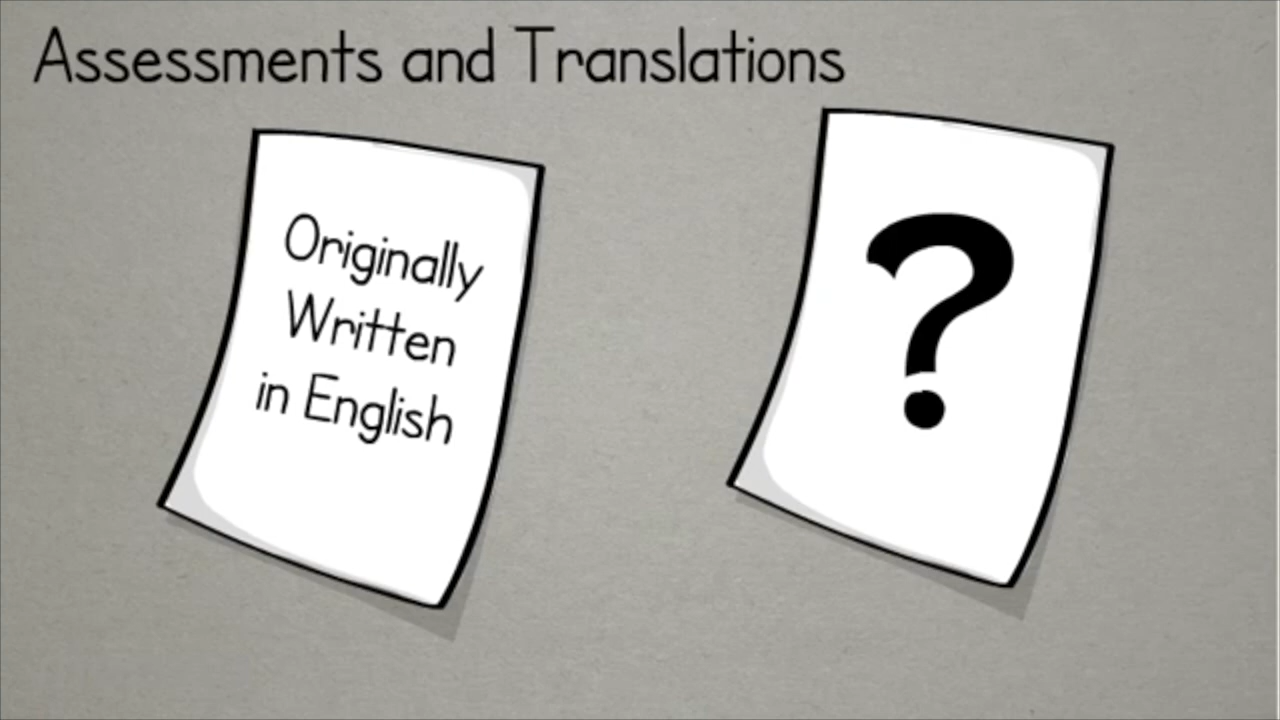 Assessments and Translations
Originally
Written
in English
?